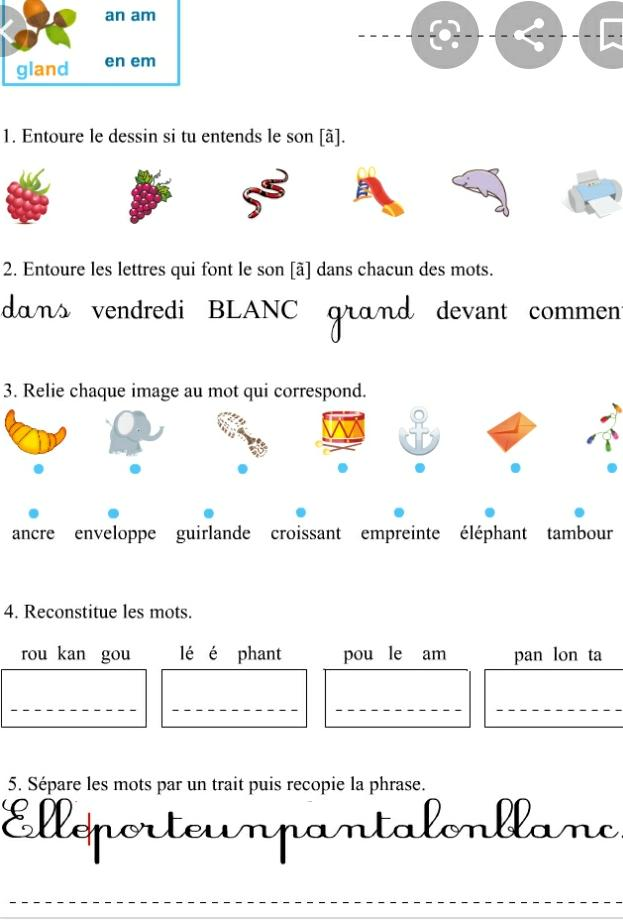 an am
gland en em
1. Entoure le dessin si tu entends le son [ã].
2. Entoure les lettres qui font le son [ã] dans chacun des mots.
dans vendredi BLANC grand devant commen
3. Relie chaque image au mot qui correspond.
ancre enveloppe guirlande croissant empreinte éléphant tambour
4. Reconstitue les mots.
rou kan gou lé é phant pou le am pan lon ta
5. Sépare les mots par un trait puis recopie la phrase.
Elleporteunpantalonblanc.